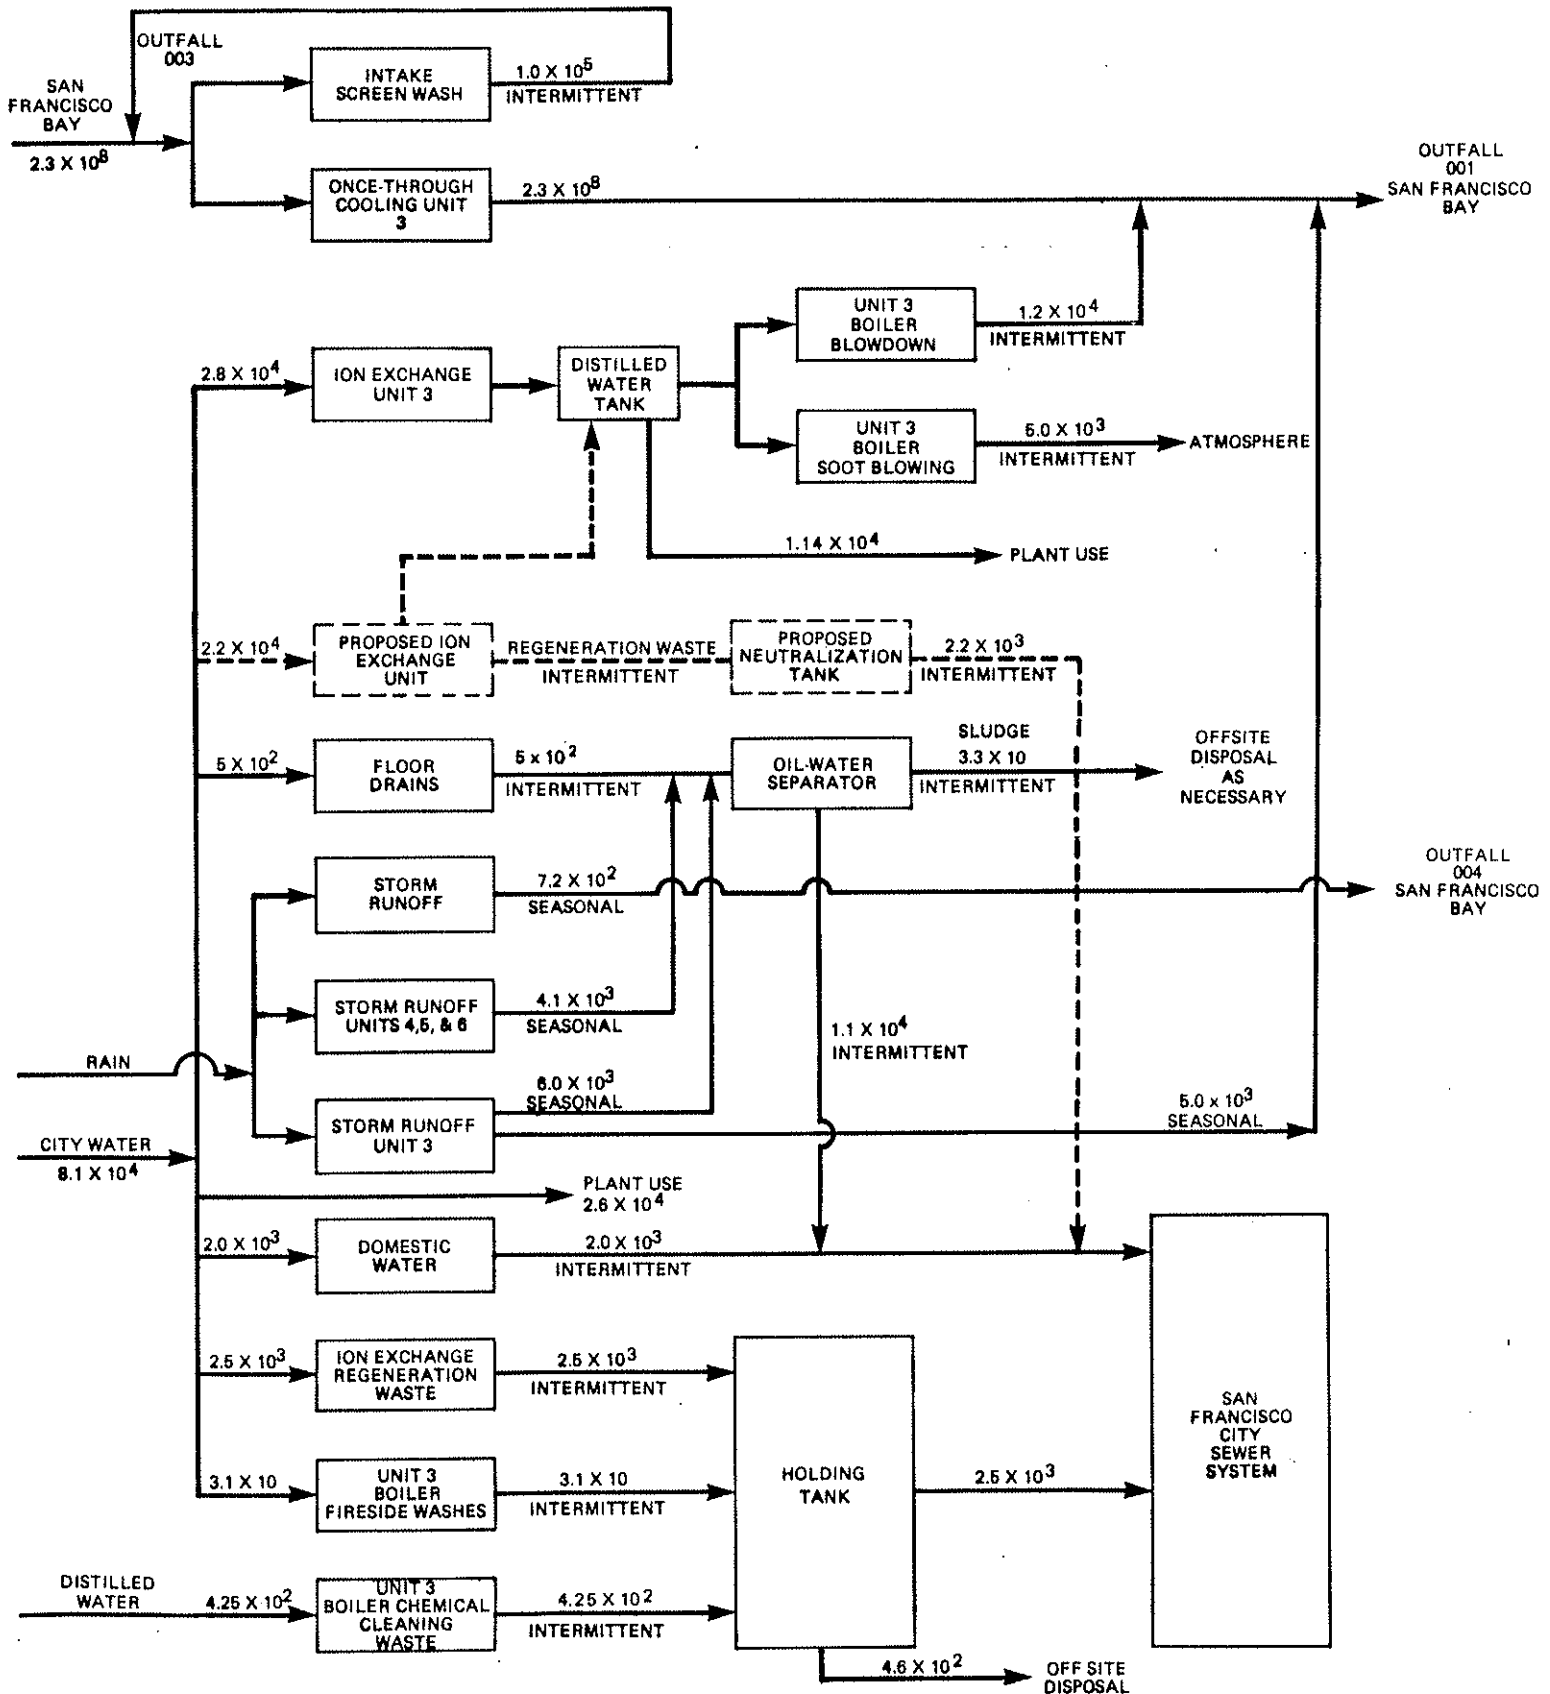 OUTFALL
003
SAN
FRANCISCO
BAY
2.3 X 10⁸
INTAKE
SCREEN WASH
1.0 X 10⁵
INTERMITTENT
ONCE-THROUGH
COOLING UNIT
3
2.3 X 10⁸
OUTFALL
001
SAN FRANCISCO
BAY
UNIT 3
BOILER
BLOWDOWN
1.2 X 10⁴
INTERMITTENT
2.8 X 10⁴
ION EXCHANGE
UNIT 3
DISTILLED
WATER
TANK
UNIT 3
BOILER
SOOT BLOWING
5.0 X 10³
INTERMITTENT
ATMOSPHERE
1.14 X 10⁴
PLANT USE
2.2 X 10⁴
PROPOSED ION
EXCHANGE
UNIT
REGENERATION WASTE
INTERMITTENT
PROPOSED
NEUTRALIZATION
TANK
2.2 X 10³
INTERMITTENT
5 X 10²
FLOOR
DRAINS
5 x 10²
INTERMITTENT
OIL-WATER
SEPARATOR
SLUDGE
3.3 X 10
INTERMITTENT
OFFSITE
DISPOSAL
AS
NECESSARY
STORM
RUNOFF
7.2 X 10²
SEASONAL
OUTFALL
004
SAN FRANCISCO
BAY
STORM RUNOFF
UNITS 4,5, & 6
4.1 X 10³
SEASONAL
1.1 X 10⁴
INTERMITTENT
RAIN
6.0 X 10³
SEASONAL
STORM RUNOFF
UNIT 3
5.0 x 10³
SEASONAL
CITY WATER
8.1 X 10⁴
PLANT USE
2.6 X 10⁴
2.0 X 10³
DOMESTIC
WATER
2.0 X 10³
INTERMITTENT
2.5 X 10³
ION EXCHANGE
REGENERATION
WASTE
2.5 X 10³
INTERMITTENT
3.1 X 10
UNIT 3
BOILER
FIRESIDE WASHES
3.1 X 10
INTERMITTENT
HOLDING
TANK
2.5 X 10³
SAN
FRANCISCO
CITY
SEWER
SYSTEM
DISTILLED
WATER
4.25 X 10²
UNIT 3
BOILER CHEMICAL
CLEANING
WASTE
4.25 X 10²
INTERMITTENT
4.6 X 10²
OFF SITE
DISPOSAL